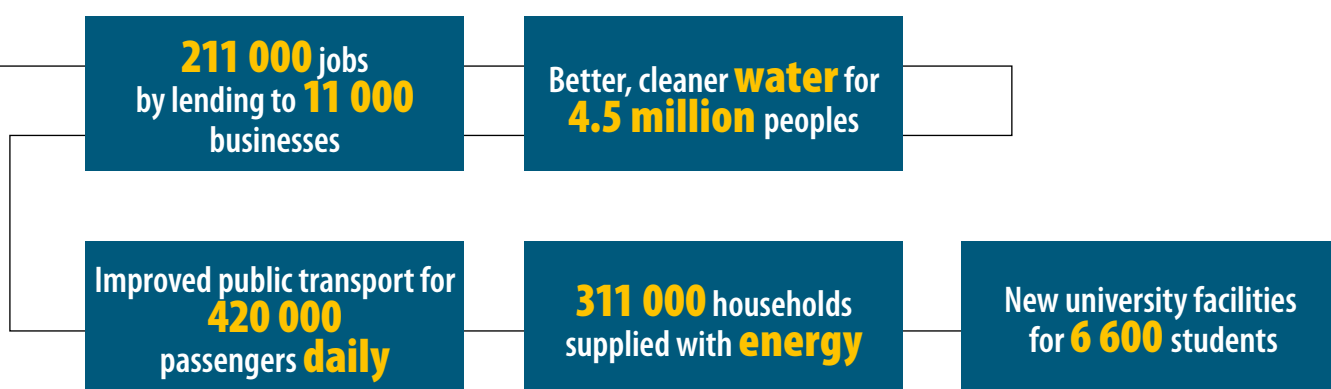 211 000 jobs
by lending to 11 000
businesses
Better, cleaner water for
4.5 million peoples
Improved public transport for
420 000
passengers daily
311 000 households
supplied with energy
New university facilities
for 6 600 students